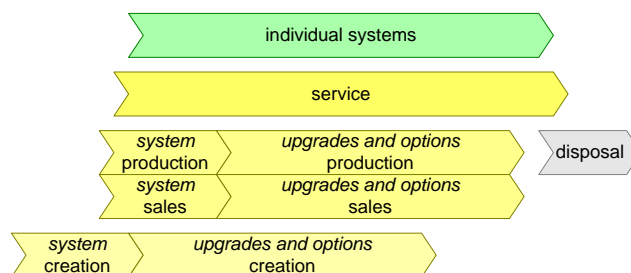 individual systems
service
system
production
upgrades and options
production
disposal
system
sales
upgrades and options
sales
system
creation
upgrades and options
creation